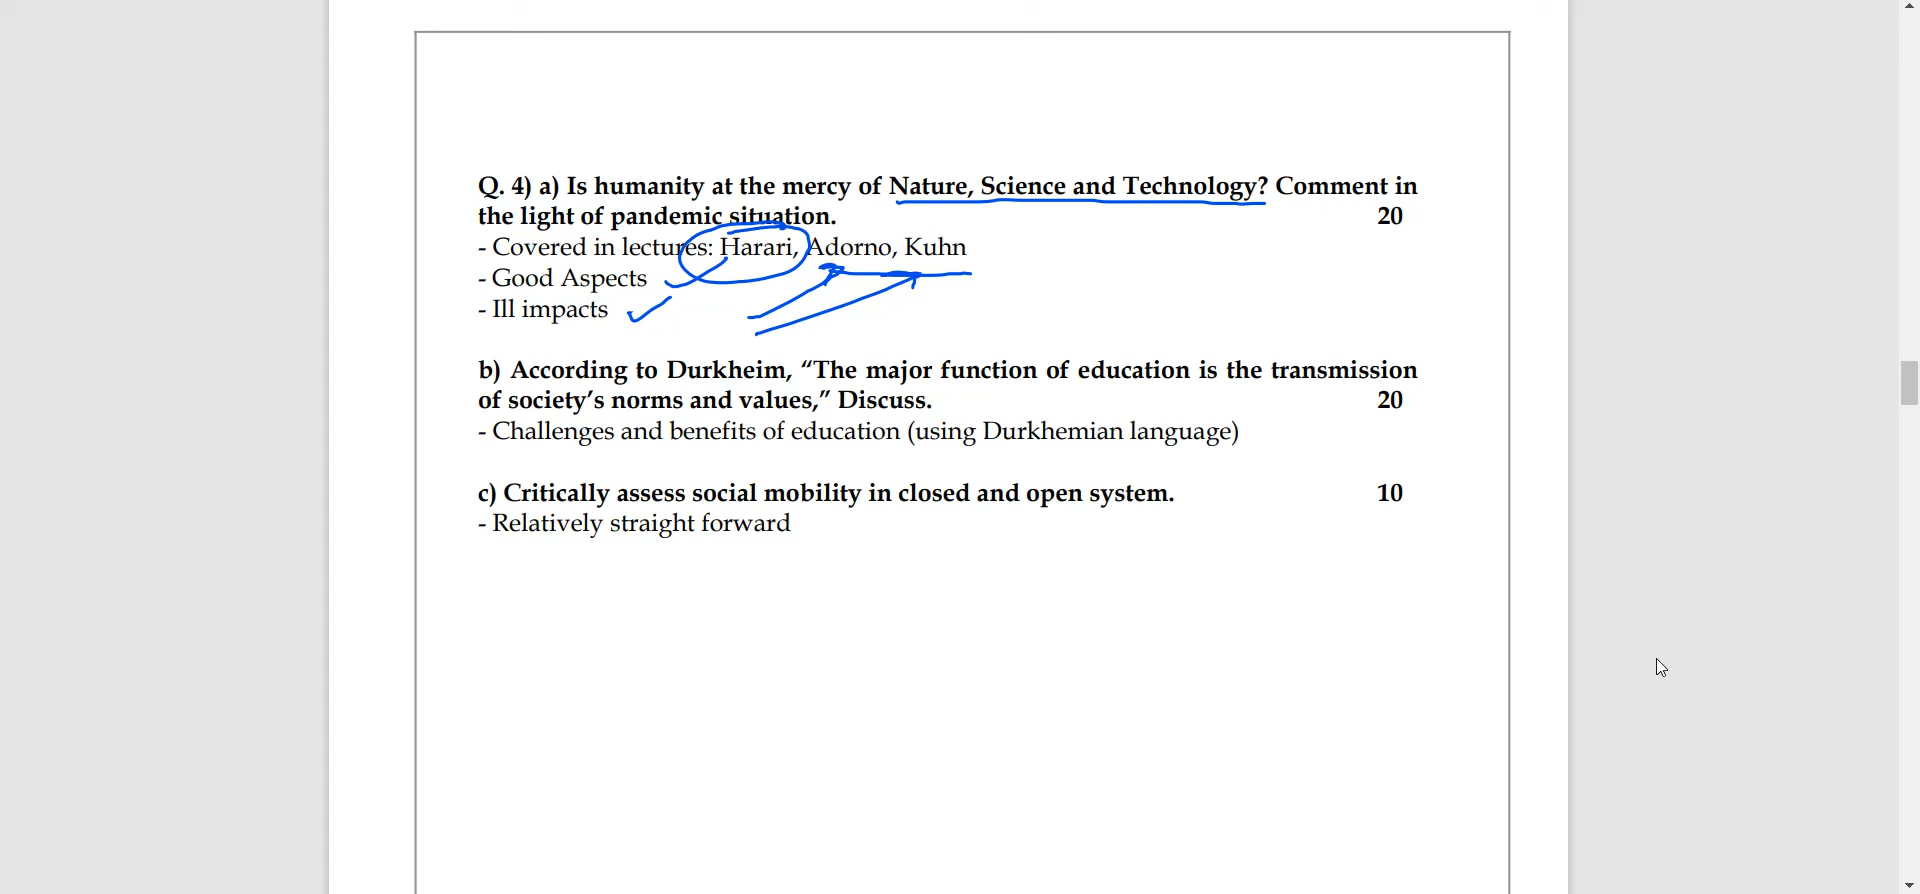 Q. 4) a) Is humanity at the mercy of Nature, Science and Technology? Comment in
the light of pandemic situation. 20
- Covered in lectures: Harari, Adorno, Kuhn
- Good Aspects
- Ill impacts
b) According to Durkheim, “The major function of education is the transmission
of society’s norms and values,” Discuss. 20
- Challenges and benefits of education (using Durkhemian language)
c) Critically assess social mobility in closed and open system. 10
- Relatively straight forward